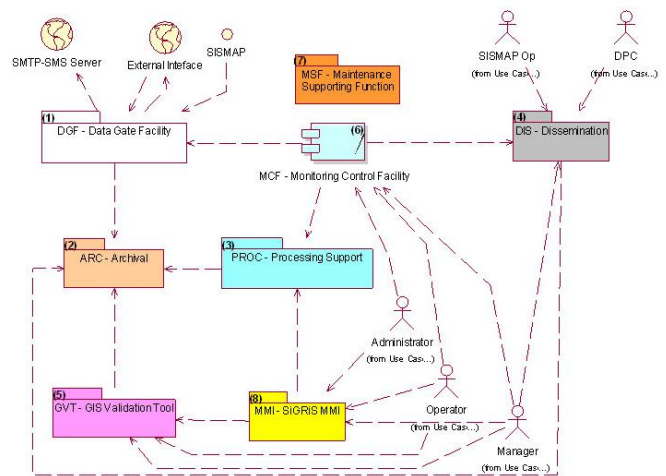 SMTP-SMS Server
External Inteface
SISMAP
(7)
MSF - Maintenance
Supporting Function
SISMAP Op
(from Use Cas...)
DPC
(from Use Cas...)
(1)
DGF - Data Gate Facility
(6)
MCF - Monitoring Control Facility
(4)
DIS - Dissemination
(2)
ARC - Archival
(3)
PROC - Processing Support
Administrator
(from Use Cas...)
(5)
GVT - GIS Validation Tool
(8)
MMI - SiGRiS MMI
Operator
(from Use Cas...)
Manager
(from Use Cas...)